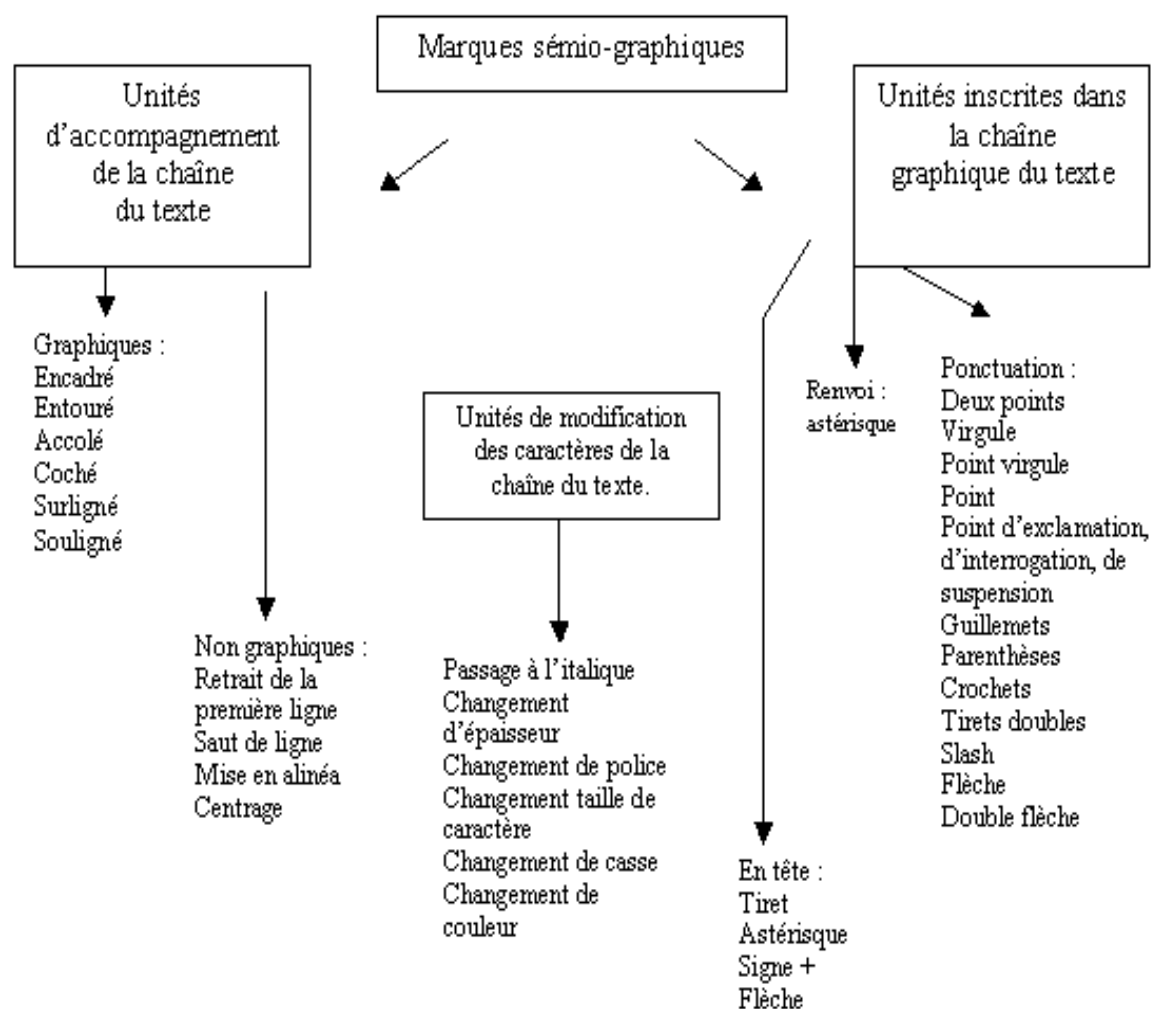 Marques sémio-graphiques
Unités
d'accompagnement
de la chaîne
du texte
Unités inscrites dans
la chaîne
graphique du texte
Graphiques :
Encadré
Entouré
Accolé
Coché
Surligné
Souligné
Non graphiques :
Retrait de la
première ligne
Saut de ligne
Mise en alinéa
Centrage
Unités de modification
des caractères de la
chaîne du texte.
Passage à l'italique
Changement
d'épaisseur
Changement de police
Changement taille de
caractère
Changement de casse
Changement de
couleur
Renvoi :
astérisque
En tête :
Tiret
Astérisque
Signe +
Flèche
Ponctuation :
Deux points
Virgule
Point virgule
Point
Point d'exclamation,
d'interrogation, de
suspension
Guillemets
Parenthèses
Crochets
Tirets doubles
Slash
Flèche
Double flèche